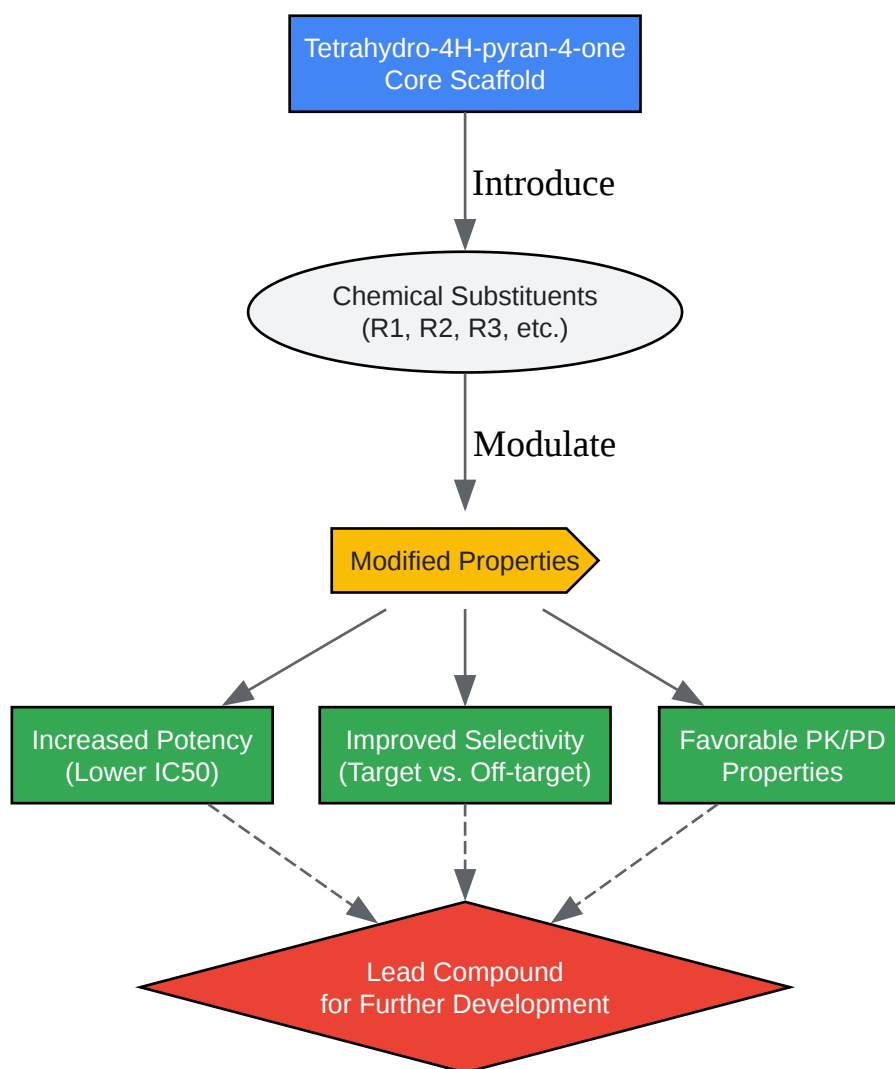 Tetrahydro-4H-pyran-4-one
Core Scaffold
Introduce
Chemical Substituents
(R1, R2, R3, etc.)
Modulate
Modified Properties
Increased Potency
(Lower IC50)
Improved Selectivity
(Target vs. Off-target)
Favorable PK/PD
Properties
Lead Compound
for Further Development